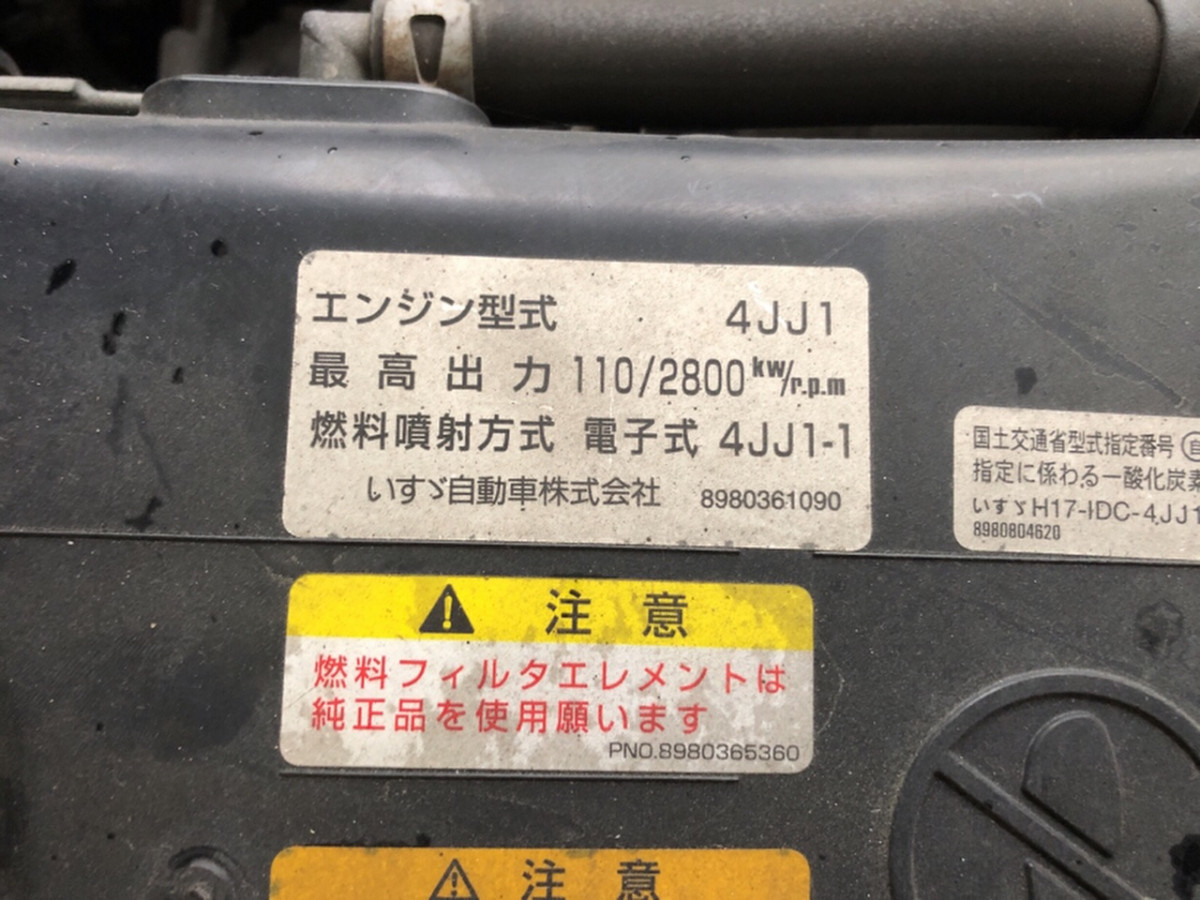 エンジン型式 4JJ1
最高出力 110/2800 kw/r.p.m
燃料噴射方式 電子式 4JJ1-1
いすゞ自動車株式会社 8980361090
国土交通省型式指定番号
指定に係わる一酸化炭素
いすゞH17-IDC-4JJ1
8980804620
注意
燃料フィルタエレメントは
純正品を使用願います
PNO.8980365360
注意